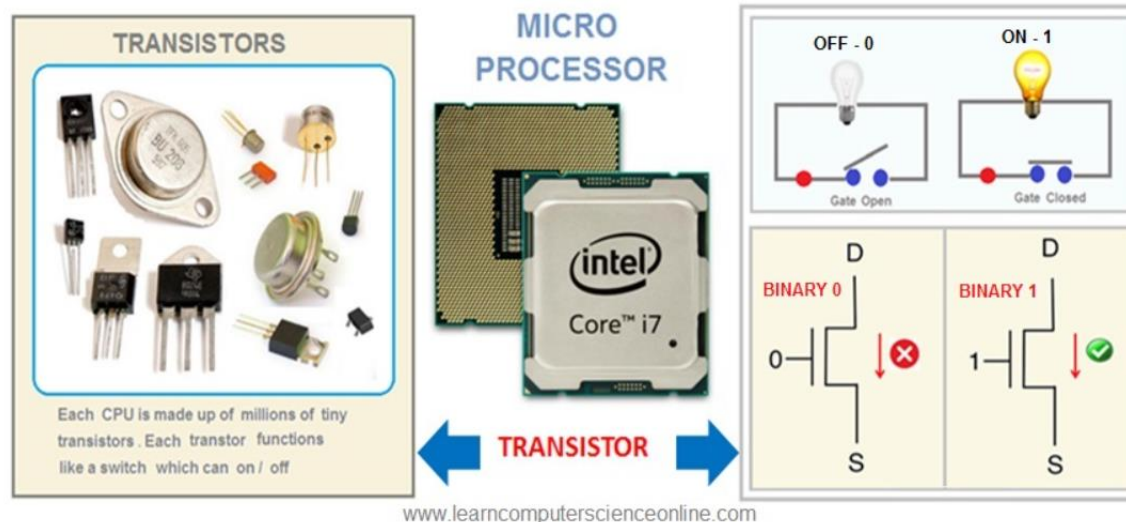 TRANSISTORS
BU 208
Each CPU is made up of millions of tiny
transistors . Each transtor functions
like a switch which can on / off
MICRO
PROCESSOR
intel
Core™ i7
TRANSISTOR
OFF - 0
ON - 1
Gate Open
Gate Closed
D
BINARY 0
0
S
D
BINARY 1
1
S
www.learncomputerscienceonline.com